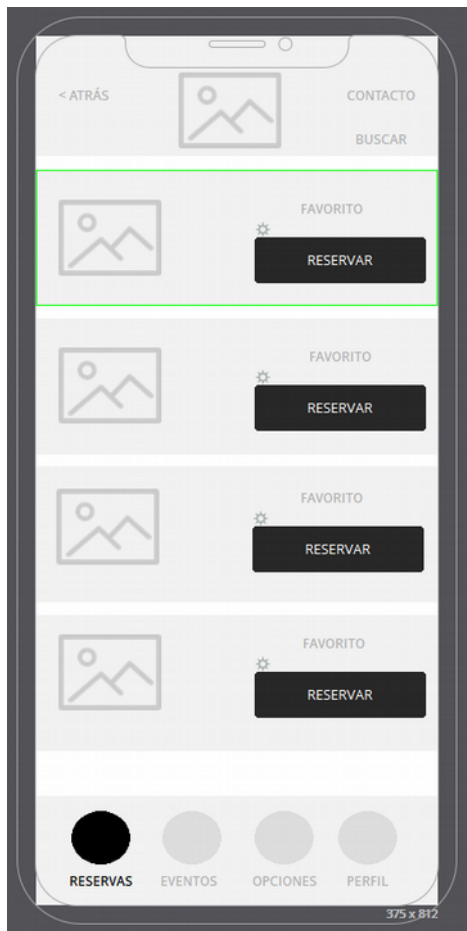 < ATRÁS
CONTACTO
BUSCAR
FAVORITO
RESERVAR
FAVORITO
RESERVAR
FAVORITO
RESERVAR
FAVORITO
RESERVAR
RESERVAS EVENTOS OPCIONES PERFIL
375 x 812